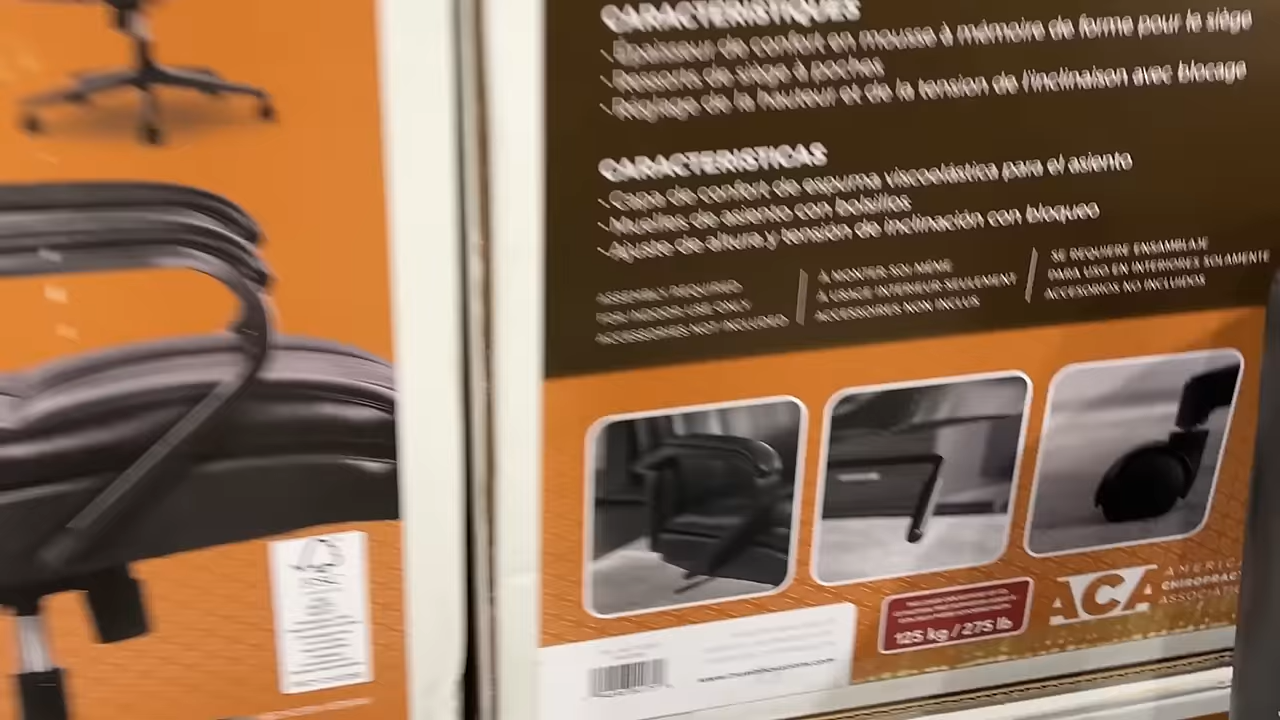 CARACTÉRISTIQUES
Épaisseur de confort en mousse à mémoire de forme pour le siège
Ressorts de siège à poches
Réglage de la hauteur et de la tension de l'inclinaison avec blocage
CARACTERISTICAS
Capa de confort de espuma viscoelástica para el asiento
Muelles de asiento con bolsillos
Ajuste de altura y tensión de inclinación con bloqueo
ASSEMBLY REQUIRED
FOR INDOOR USE ONLY
ACCESSORIES NOT INCLUDED
À MONTER SOI-MÊME
À USAGE INTÉRIEUR SEULEMENT
ACCESSOIRES NON INCLUS
SE REQUIERE ENSAMBLAJE
PARA USO EN INTERIORES SOLAMENTE
ACCESORIOS NO INCLUIDOS
125 kg / 275 lb
ACA